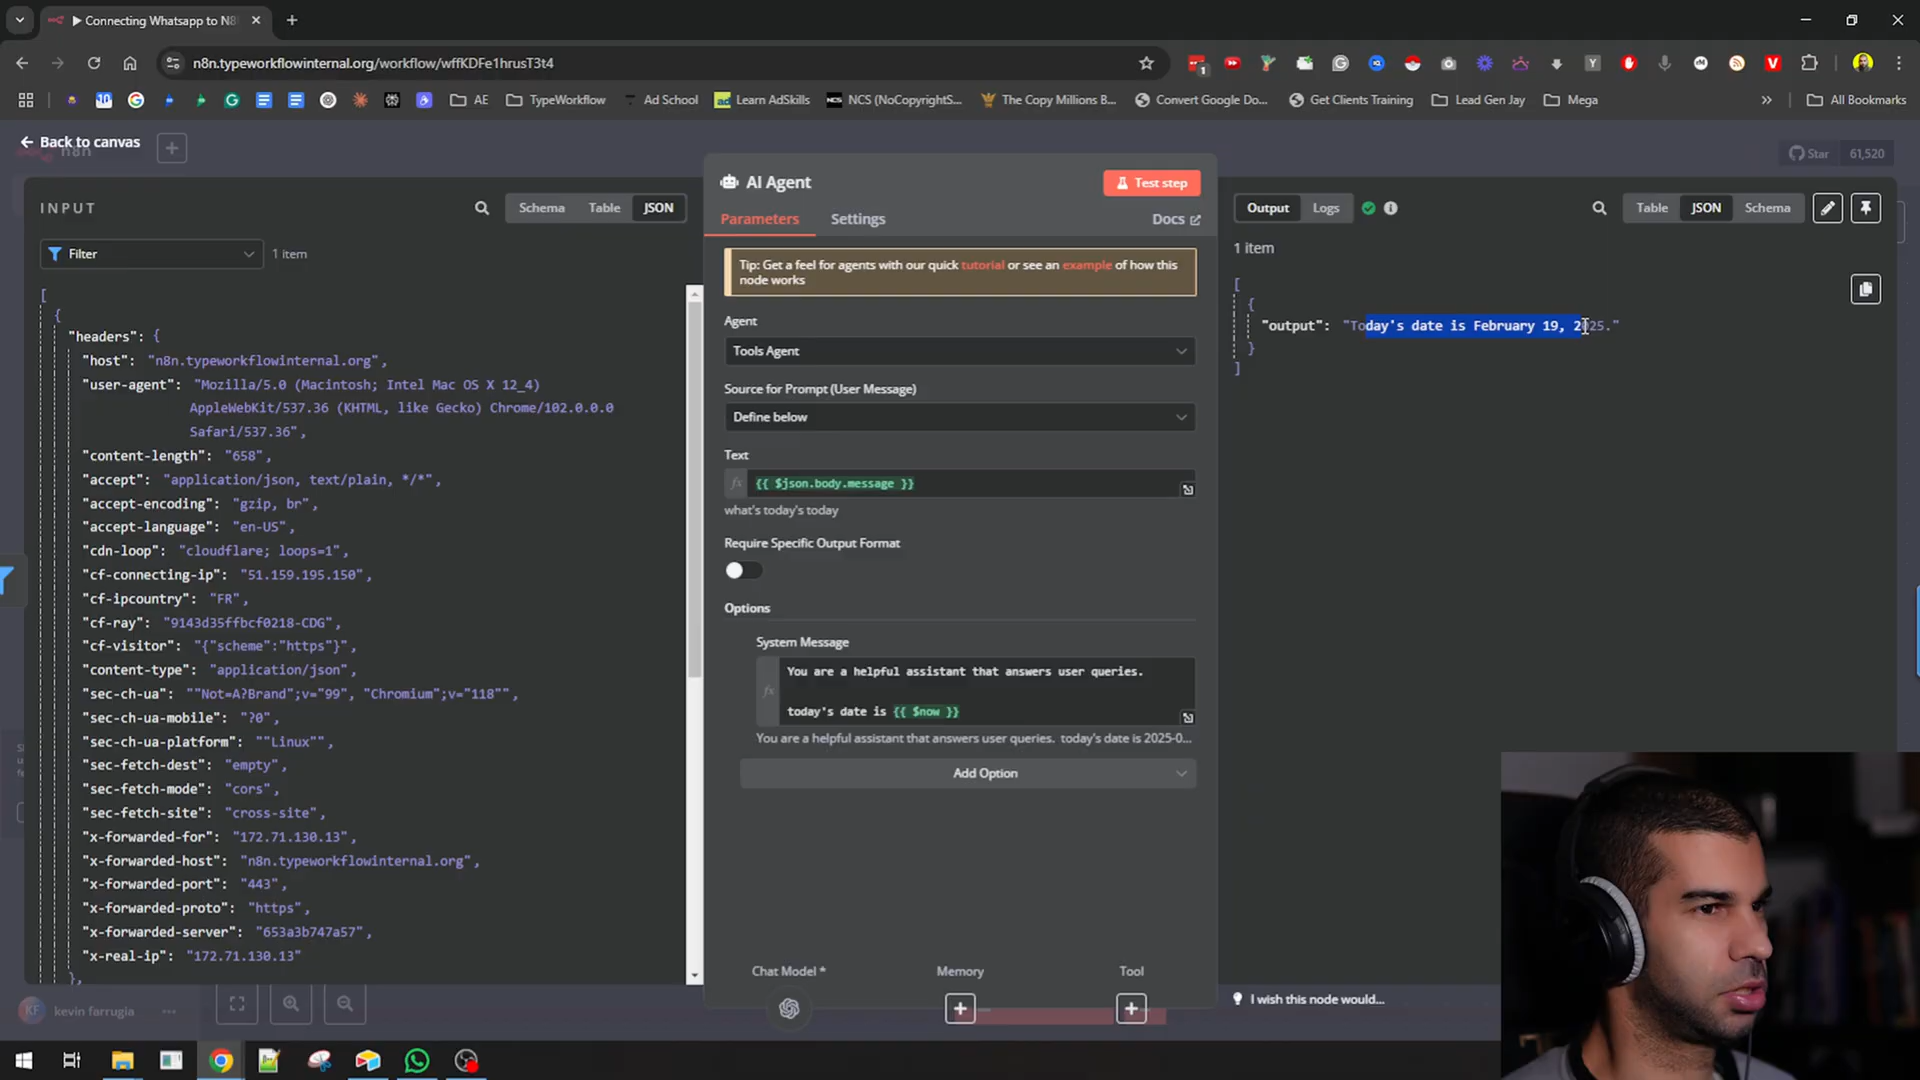 Connecting Whatsapp to N8
n8n.typeworkflowinternal.org/workflow/wffKDFe1hrusT3t4
AE
TypeWorkflow
Ad School
Learn AdSkills
NCS (NoCopyrightS...
The Copy Millions B...
Convert Google Do...
Get Clients Training
Lead Gen Jay
Mega
All Bookmarks
Back to canvas
n8n
Star 61,520
INPUT
Schema Table JSON
Filter
1 item
[
{
"headers": {
"host": "n8n.typeworkflowinternal.org",
"user-agent": "Mozilla/5.0 (Macintosh; Intel Mac OS X 12_4)
AppleWebKit/537.36 (KHTML, like Gecko) Chrome/102.0.0.0
Safari/537.36",
"content-length": "658",
"accept": "application/json, text/plain, */*",
"accept-encoding": "gzip, br",
"accept-language": "en-US",
"cdn-loop": "cloudflare; loops=1",
"cf-connecting-ip": "51.159.195.150",
"cf-ipcountry": "FR",
"cf-ray": "9143d35ffbcf0218-CDG",
"cf-visitor": "{"scheme":"https"}",
"content-type": "application/json",
"sec-ch-ua": ""Not=A?Brand";v="99", "Chromium";v="118"",
"sec-ch-ua-mobile": "?0",
"sec-ch-ua-platform": ""Linux"",
"sec-fetch-dest": "empty",
"sec-fetch-mode": "cors",
"sec-fetch-site": "cross-site",
"x-forwarded-for": "172.71.130.13",
"x-forwarded-host": "n8n.typeworkflowinternal.org",
"x-forwarded-port": "443",
"x-forwarded-proto": "https",
"x-forwarded-server": "653a3b747a57",
"x-real-ip": "172.71.130.13"
},
AI Agent
Test step
Parameters
Settings
Docs
Tip: Get a feel for agents with our quick tutorial or see an example of how this
node works
Agent
Tools Agent
Source for Prompt (User Message)
Define below
Text
fx {{ $json.body.message }}
what's today's today
Require Specific Output Format
Options
System Message
You are a helpful assistant that answers user queries.
fx
today's date is {{ $now }}
You are a helpful assistant that answers user queries. today's date is 2025-0...
Add Option
Chat Model *
Memory
Tool
Output Logs
Table JSON Schema
1 item
[
{
"output": "Today's date is February 19, 2025."
}
]
I wish this node would...
KF kevin farrugia